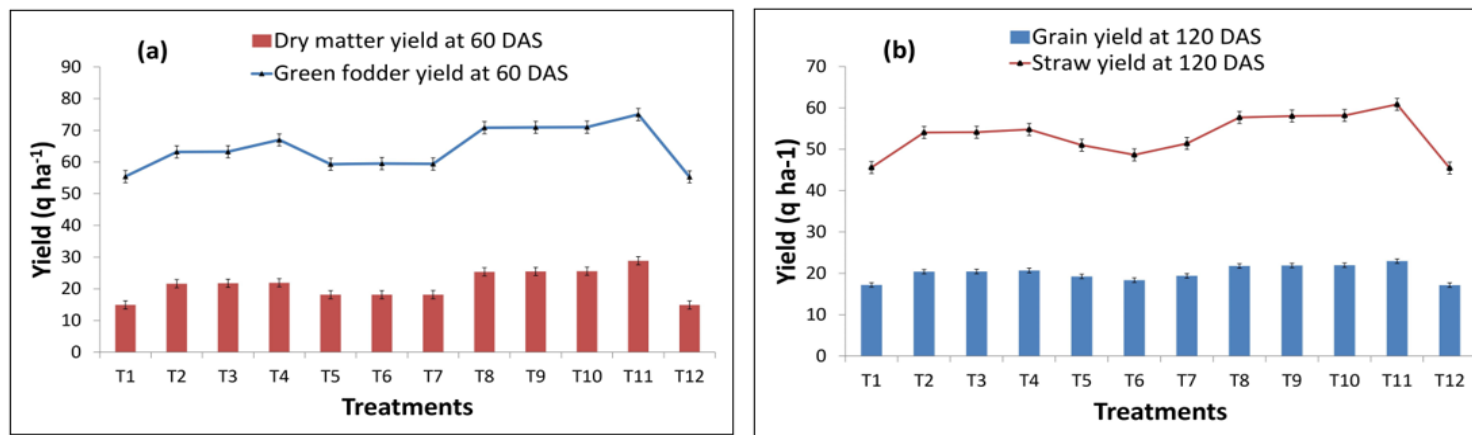 (a)
Dry matter yield at 60 DAS
Green fodder yield at 60 DAS
Yield (q ha⁻¹)
90
80
70
60
50
40
30
20
10
0
T1 T2 T3 T4 T5 T6 T7 T8 T9 T10 T11 T12
Treatments
(b)
Grain yield at 120 DAS
Straw yield at 120 DAS
Yield (q ha-1)
70
60
50
40
30
20
10
0
T1 T2 T3 T4 T5 T6 T7 T8 T9 T10 T11 T12
Treatments